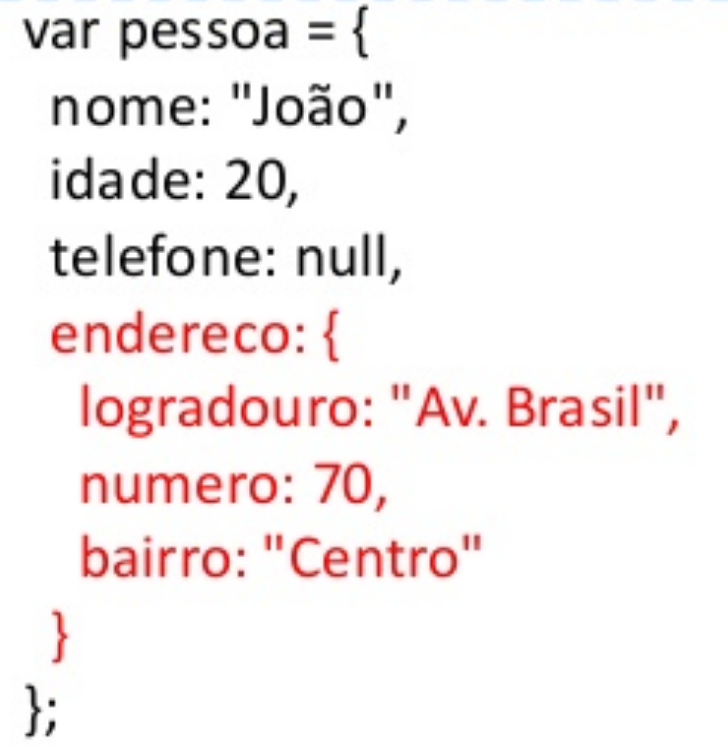 var pessoa = {
nome: "João",
idade: 20,
telefone: null,
endereco: {
logradouro: "Av. Brasil",
numero: 70,
bairro: "Centro"
}
};